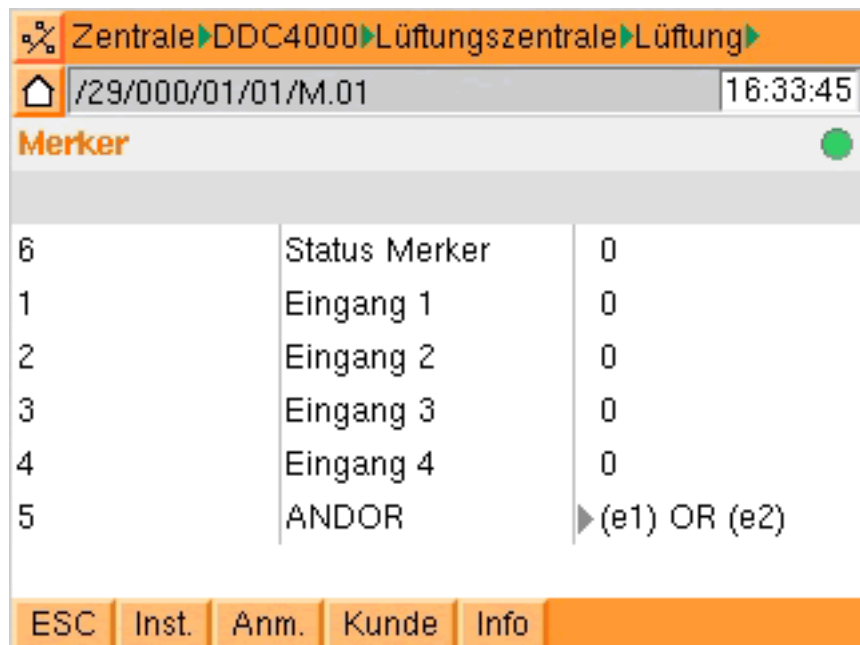 Zentrale DDC4000 Lüftungszentrale Lüftung
/29/000/01/01/M.01 16:33:45
Merker
6 Status Merker 0
1 Eingang 1 0
2 Eingang 2 0
3 Eingang 3 0
4 Eingang 4 0
5 ANDOR (e1) OR (e2)
ESC Inst. Anm. Kunde Info